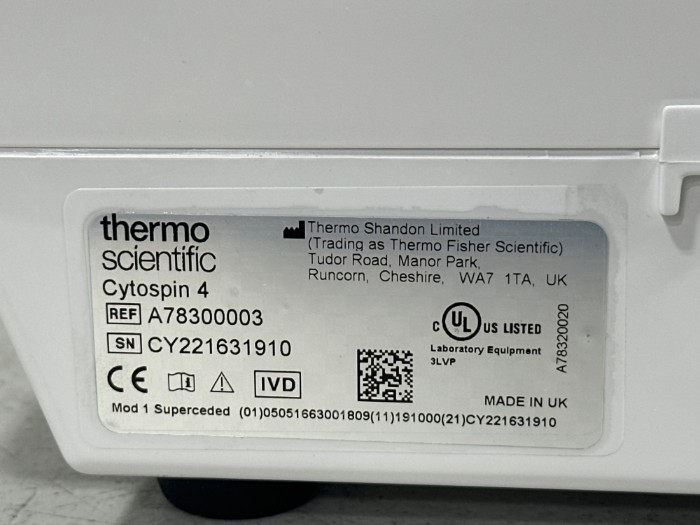 thermo
scientific
Cytospin 4
REF A78300003
SN CY221631910
Thermo Shandon Limited
(Trading as Thermo Fisher Scientific)
Tudor Road, Manor Park,
Runcorn, Cheshire, WA7 1TA, UK
C UL US LISTED
Laboratory Equipment
3LVP
A78320020
CE IVD
MADE IN UK
Mod 1 Superceded (01)05051663001809(11)191000(21)CY221631910